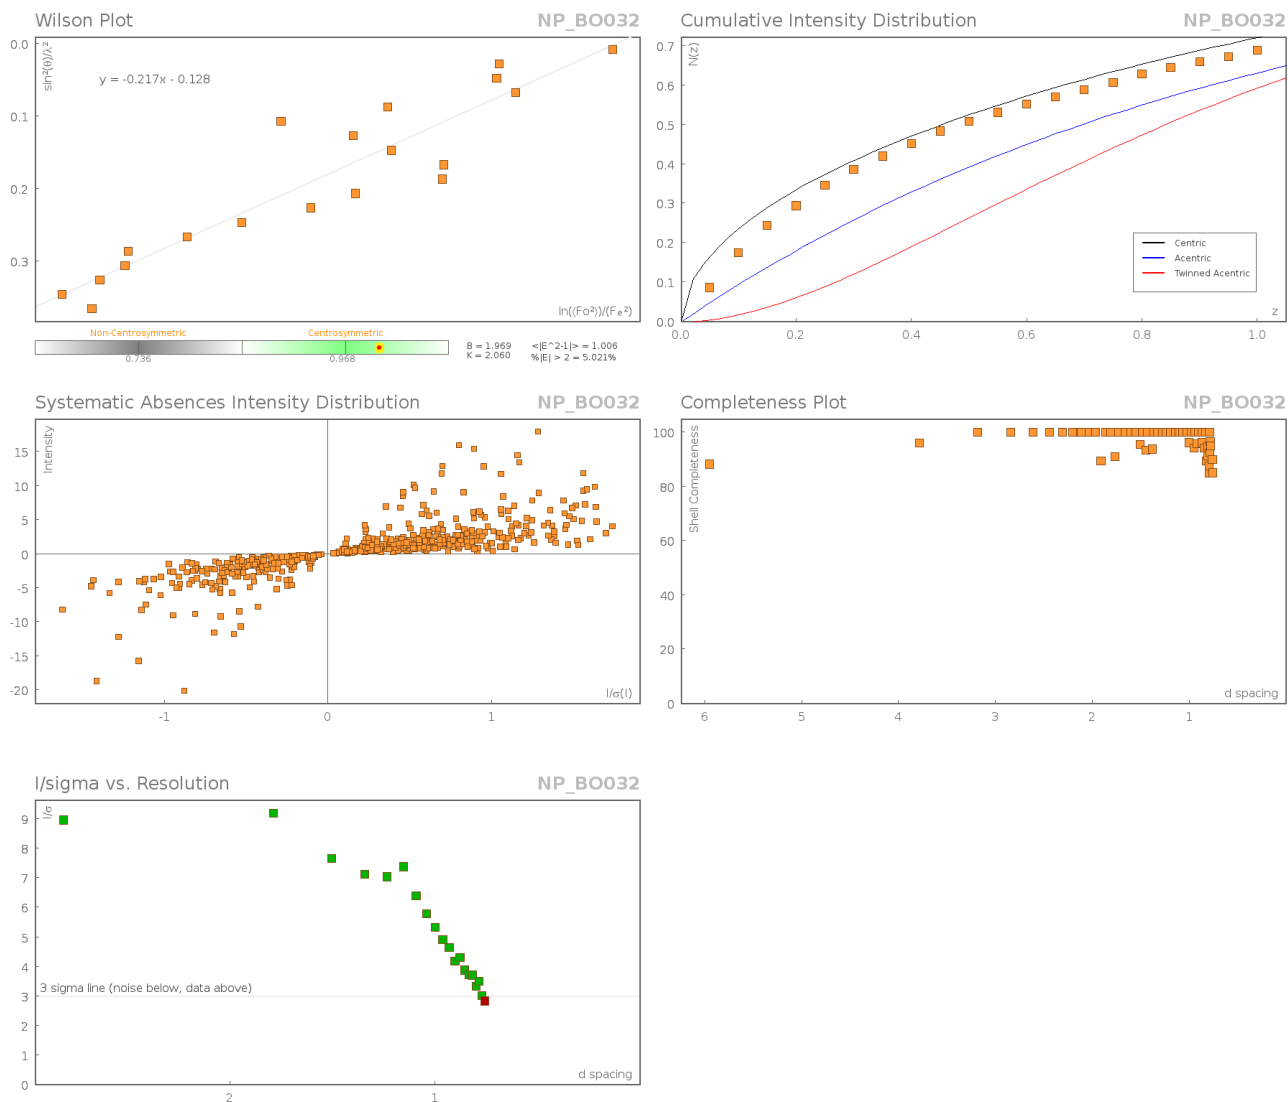 Wilson Plot NP_BO032
sin²(θ)/λ²
0.0
0.1
0.2
0.3
y = -0.217x - 0.128
ln(⟨Fo²⟩)/(Fe²)
Non-Centrosymmetric Centrosymmetric
0.736 0.968
B = 1.969 <|E^2-1|> = 1.006
K = 2.060 %|E| > 2 = 5.021%
Cumulative Intensity Distribution NP_BO032
N(z)
0.7
0.6
0.5
0.4
0.3
0.2
0.1
0.0
Centric
Acentric
Twinned Acentric
z
0.0 0.2 0.4 0.6 0.8 1.0
Systematic Absences Intensity Distribution NP_BO032
Intensity
15
10
5
0
-5
-10
-15
-20
I/σ(I)
-1 0 1
Completeness Plot NP_BO032
Shell Completeness
100
80
60
40
20
0
d spacing
6 5 4 3 2 1
I/sigma vs. Resolution NP_BO032
I/σ
9
8
7
6
5
4
3 sigma line (noise below, data above)
3
2
1
0
d spacing
2 1